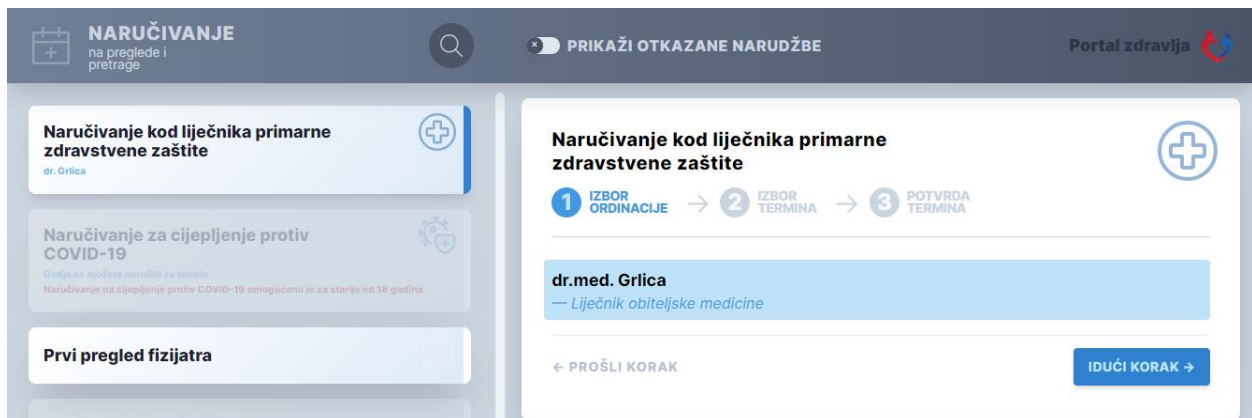 NARUČIVANJE
na preglede i
pretrage
PRIKAŽI OTKAZANE NARUDŽBE
Portal zdravlja
Naručivanje kod liječnika primarne
zdravstvene zaštite
dr. Grlica
Naručivanje za cijepljenje protiv
COVID-19
Ovdje se možete naručiti za termin
Naručivanje na cijepljenje protiv COVID-19 omogućeno je za starije od 18 godina
Prvi pregled fizijatra
Naručivanje kod liječnika primarne
zdravstvene zaštite
1 IZBOR ORDINACIJE → 2 IZBOR TERMINA → 3 POTVRDA TERMINA
dr.med. Grlica
— Liječnik obiteljske medicine
← PROŠLI KORAK
IDUĆI KORAK →